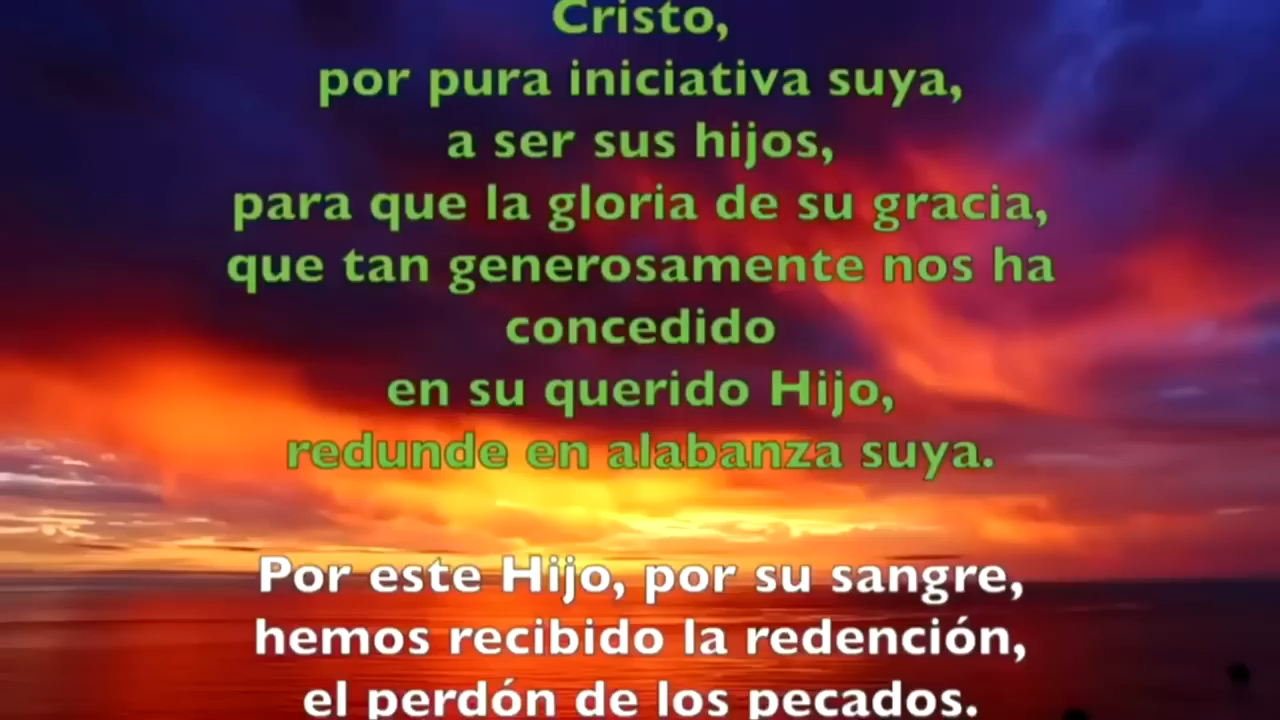 Cristo,
por pura iniciativa suya,
a ser sus hijos,
para que la gloria de su gracia,
que tan generosamente nos ha
concedido
en su querido Hijo,
redunde en alabanza suya.
Por este Hijo, por su sangre,
hemos recibido la redención,
el perdón de los pecados.